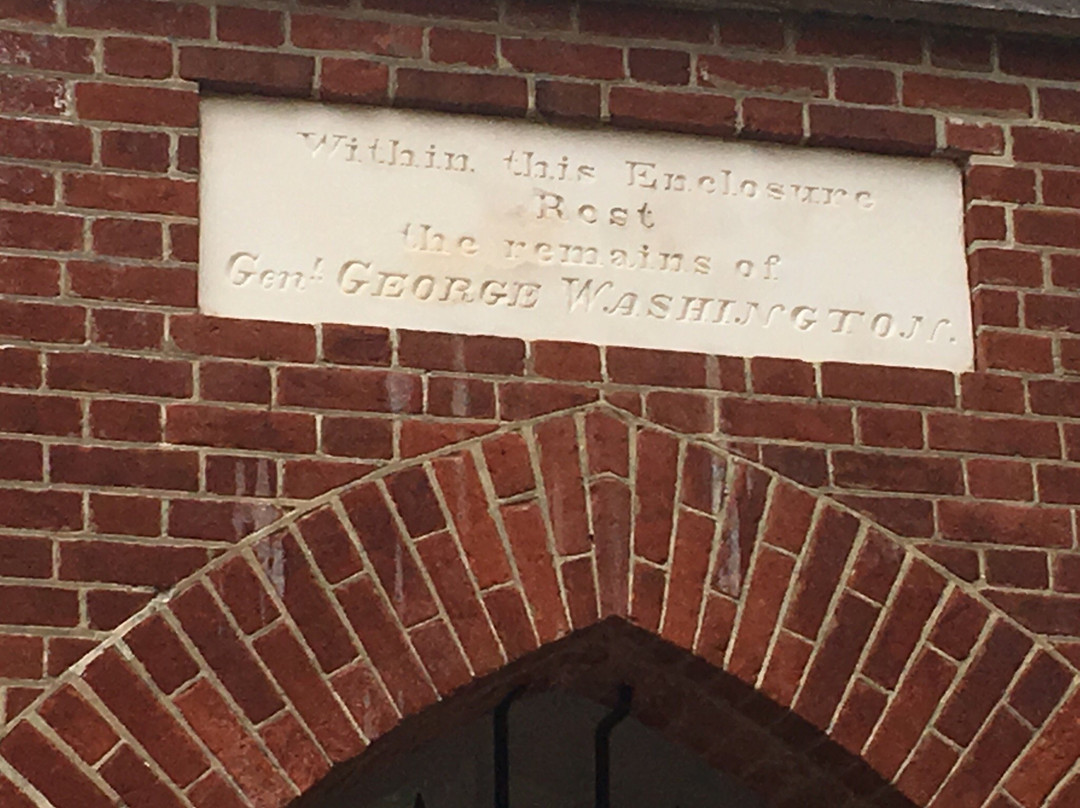 Within this Enclosure
Rest
the remains of
Genl. GEORGE WASHINGTON.